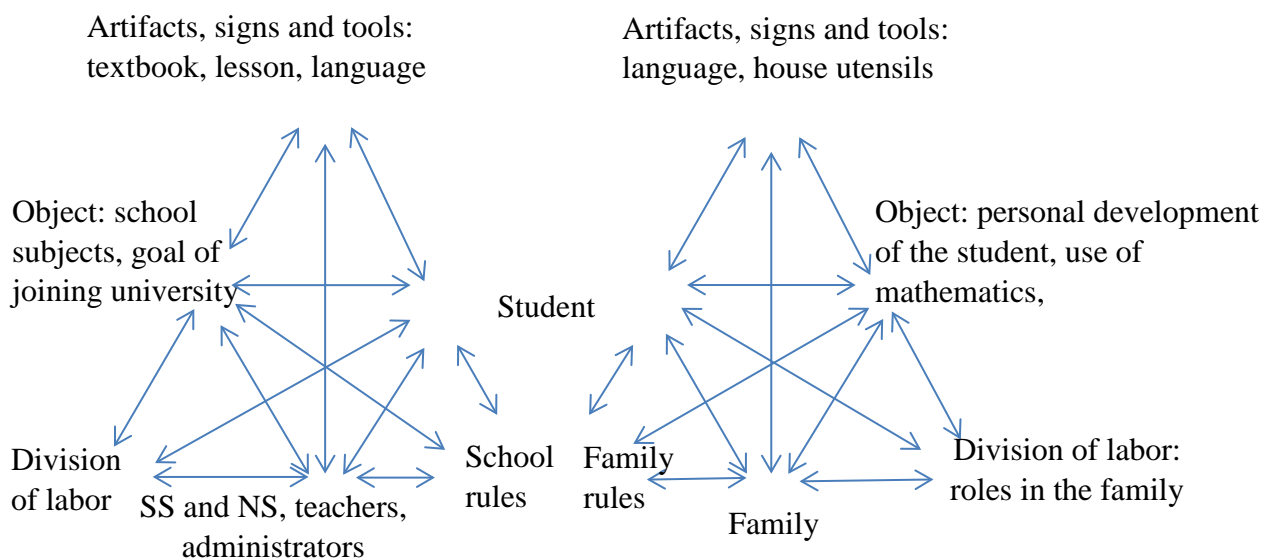 Artifacts, signs and tools:
textbook, lesson, language
Artifacts, signs and tools:
language, house utensils
Object: school
subjects, goal of
joining university
Student
Object: personal development
of the student, use of
mathematics,
Division
of labor
SS and NS, teachers,
administrators
School
rules
Family
rules
Family
Division of labor:
roles in the family